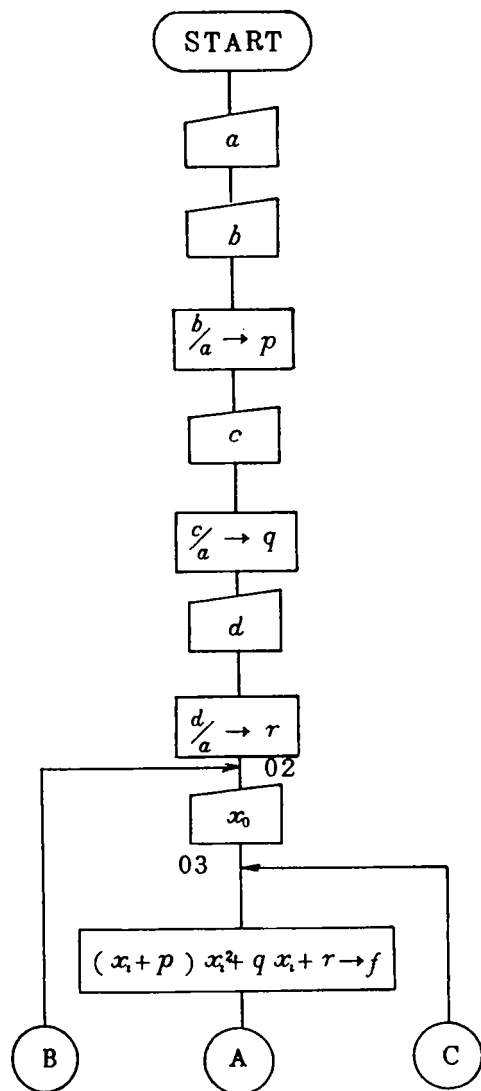 START
a
b
b/a → p
c
c/a → q
d
d/a → r
02
x₀
03
( xᵢ + p ) xᵢ² + q xᵢ + r → f
B
A
C